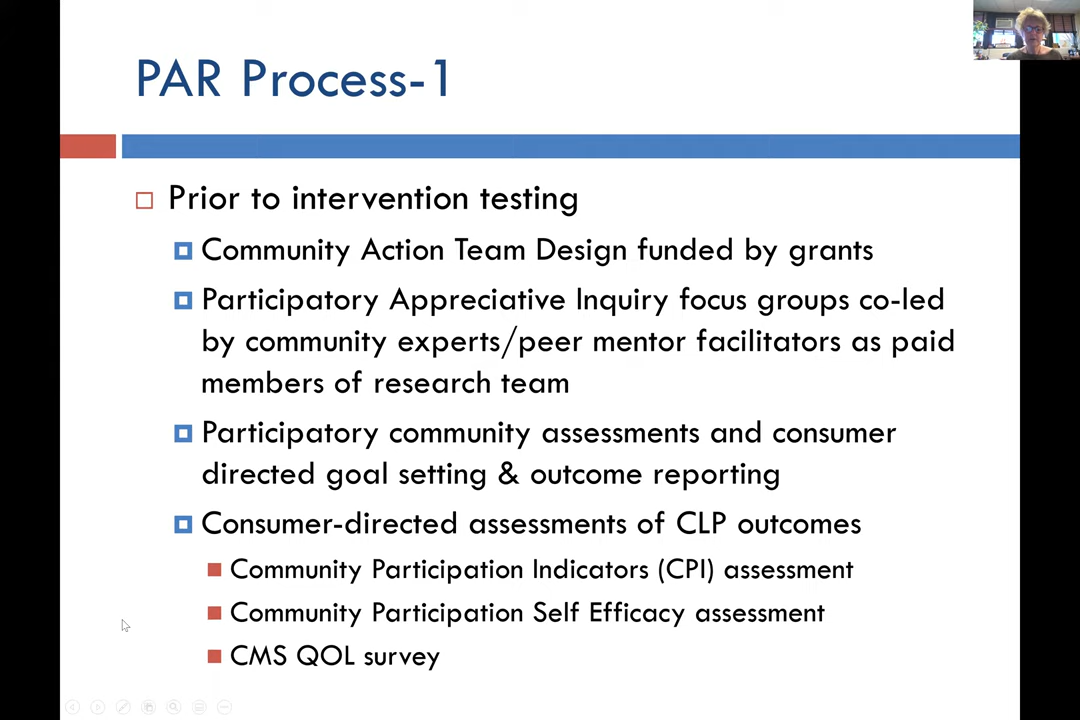 PAR Process-1
Prior to intervention testing
Community Action Team Design funded by grants
Participatory Appreciative Inquiry focus groups co-led
by community experts/peer mentor facilitators as paid
members of research team
Participatory community assessments and consumer
directed goal setting & outcome reporting
Consumer-directed assessments of CLP outcomes
Community Participation Indicators (CPI) assessment
Community Participation Self Efficacy assessment
CMS QOL survey